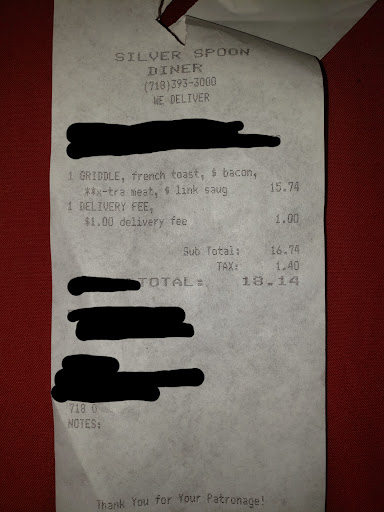 SILVER SPOON
DINER
(718)393-3000
WE DELIVER
1 GRIDDLE, french toast, $ bacon,
**x-tra meat, $ link saug 15.74
1 DELIVERY FEE,
$1.00 delivery fee 1.00
Sub Total: 16.74
TAX: 1.40
TOTAL: 18.14
718 0
NOTES:
Thank You for Your Patronage!